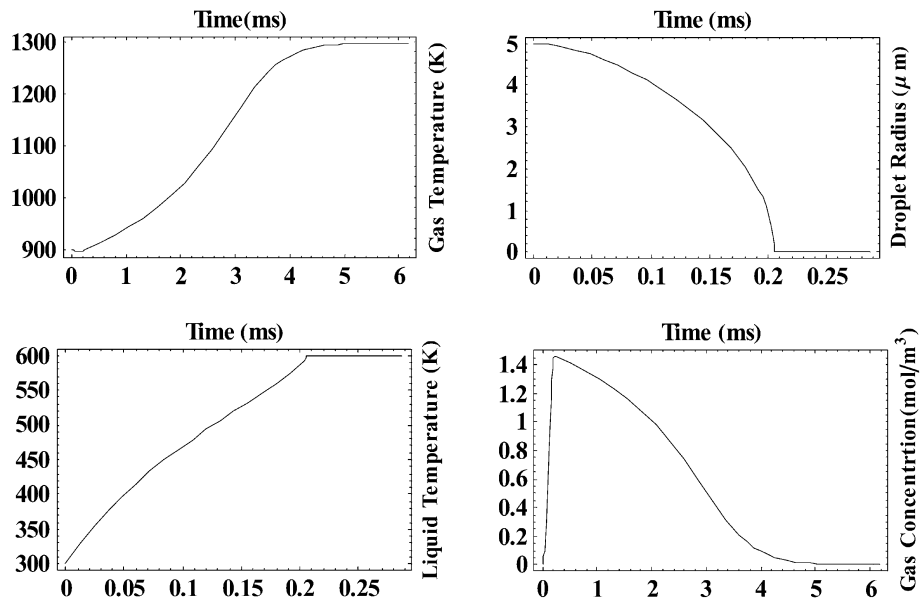 Time(ms)
1300
1200
1100
1000
900
0 1 2 3 4 5 6
Gas Temperature (K)
Time (ms)
5
4
3
2
1
0
0 0.05 0.1 0.15 0.2 0.25
Droplet Radius (μ m)
Time (ms)
600
550
500
450
400
350
300
0 0.05 0.1 0.15 0.2 0.25
Liquid Temperature (K)
Time (ms)
1.4
1.2
1
0.8
0.6
0.4
0.2
0
0 1 2 3 4 5 6
Gas Concentrtion(mol/m³)